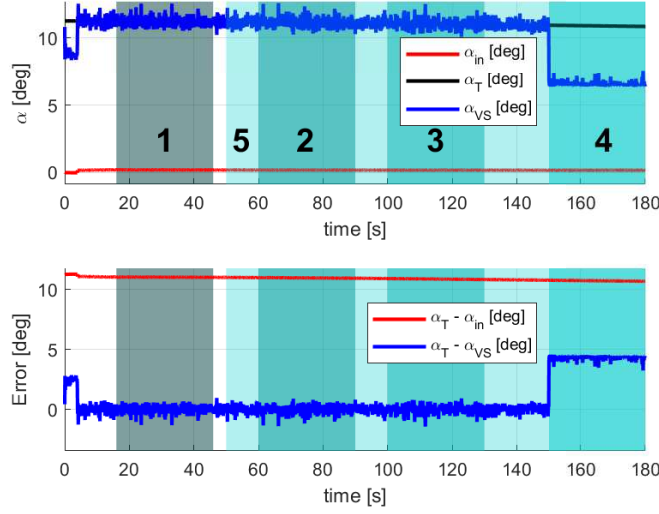 10
5
0
α [deg]
α_in [deg]
α_T [deg]
α_VS [deg]
1 5 2 3 4
0 20 40 60 80 100 120 140 160 180
time [s]
10
5
0
Error [deg]
α_T - α_in [deg]
α_T - α_VS [deg]
0 20 40 60 80 100 120 140 160 180
time [s]